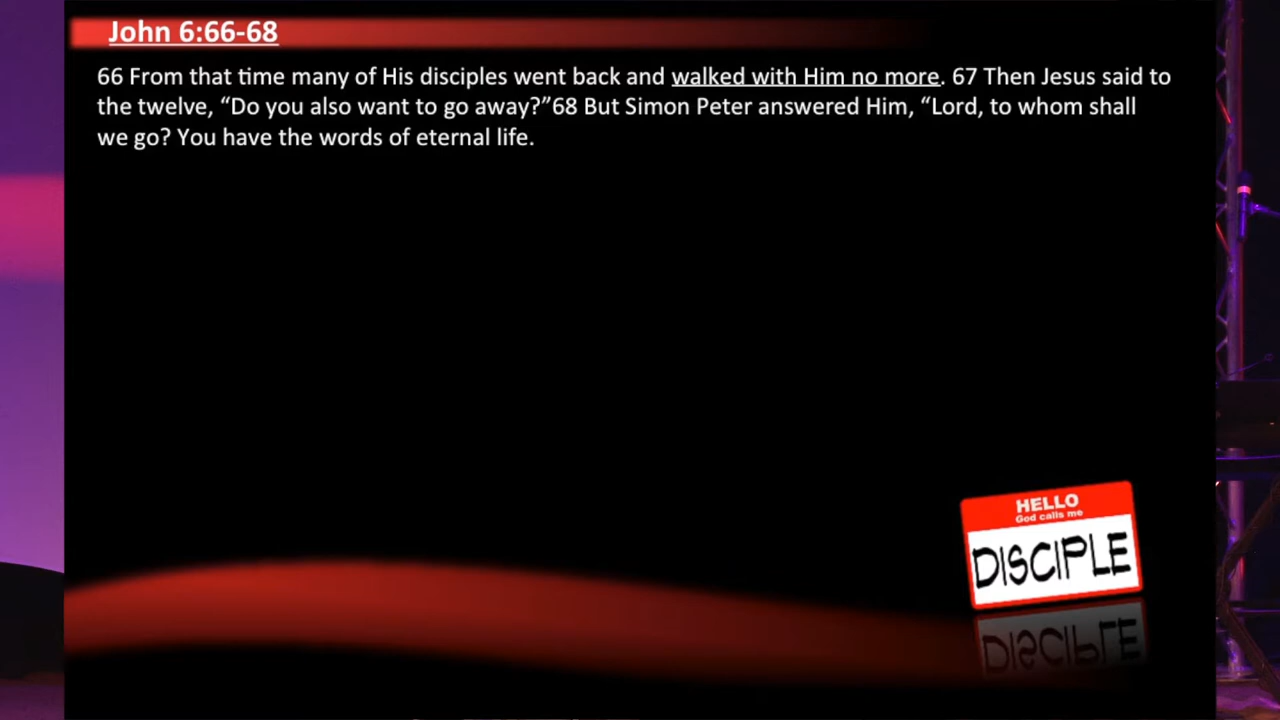 John 6:66-68
66 From that time many of His disciples went back and walked with Him no more. 67 Then Jesus said to
the twelve, “Do you also want to go away?”68 But Simon Peter answered Him, “Lord, to whom shall
we go? You have the words of eternal life.
HELLO
God calls me
DISCIPLE
DISCIPLE